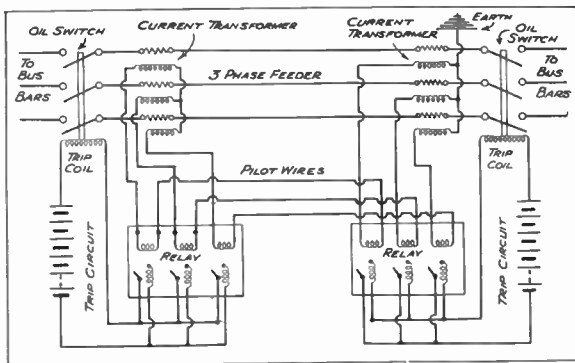 OIL SWITCH
CURRENT TRANSFORMER
CURRENT TRANSFORMER
EARTH
OIL SWITCH
TO BUS BARS
3 PHASE FEEDER
TO BUS BARS
TRIP COIL
PILOT WIRES
TRIP COIL
TRIP CIRCUIT
RELAY
RELAY
TRIP CIRCUIT